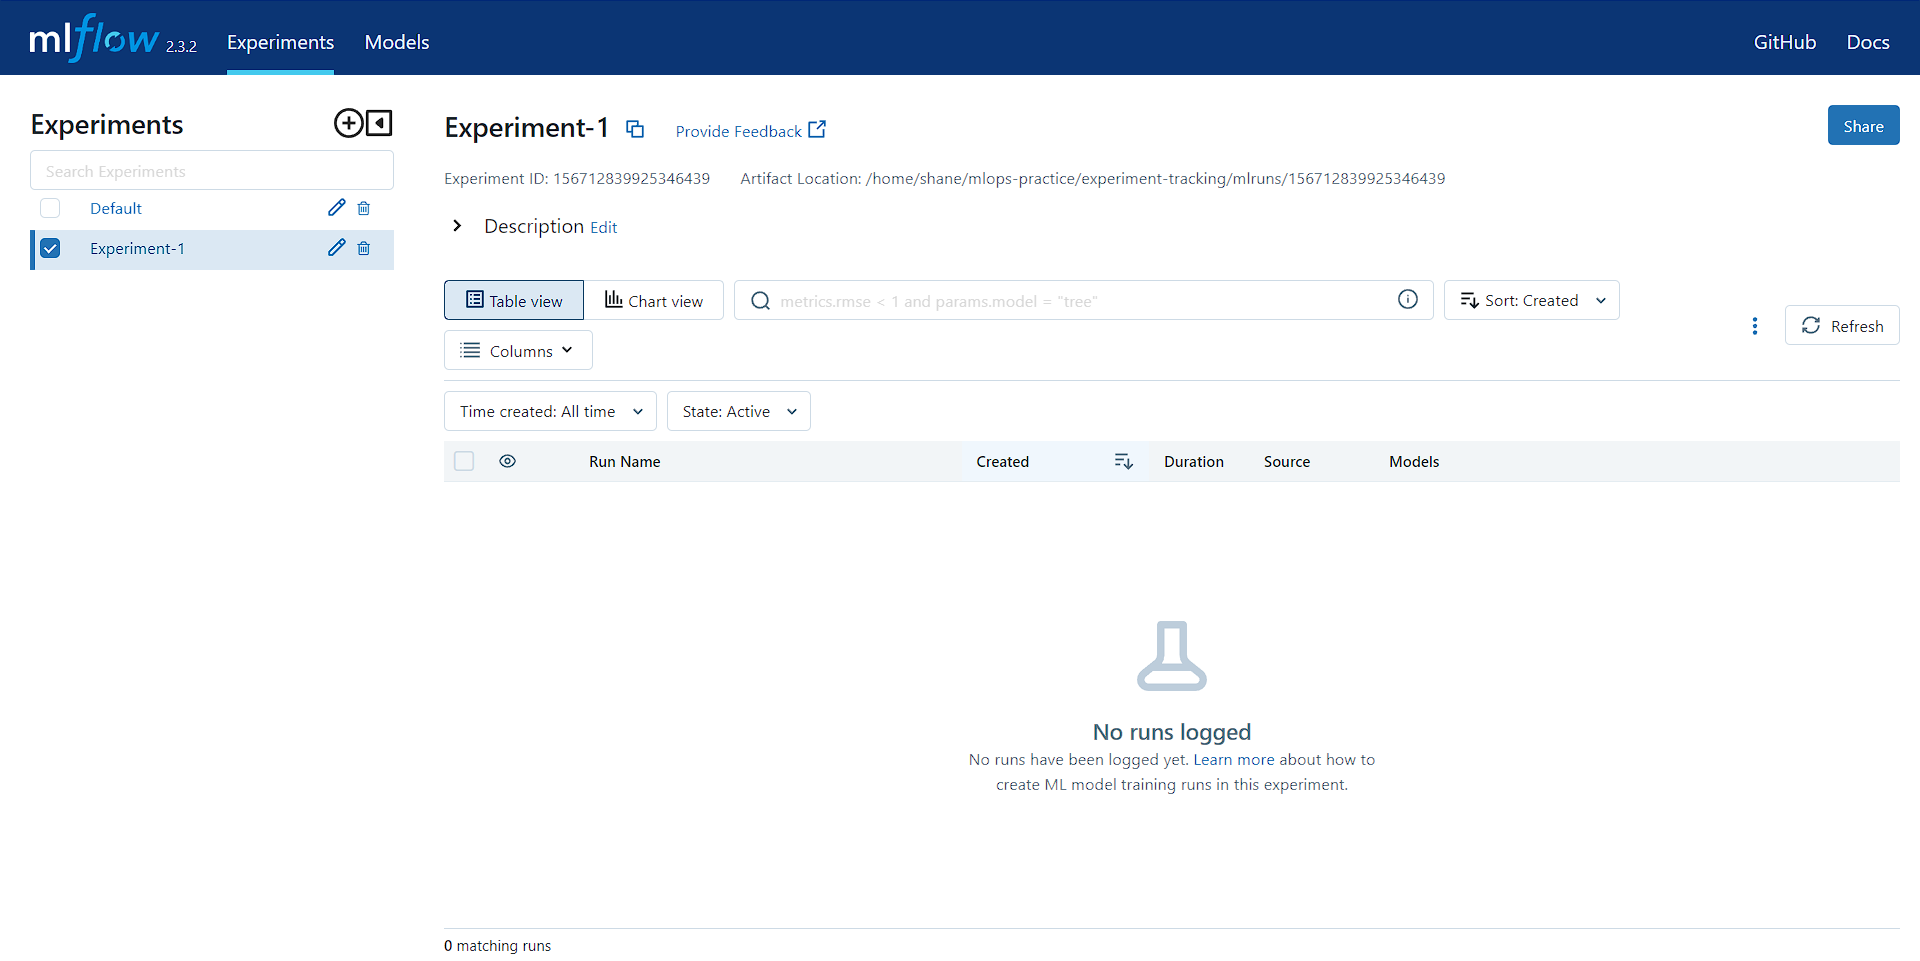 mlflow 2.3.2 Experiments Models GitHub Docs
Experiments
Search Experiments
Default
Experiment-1
Experiment-1 Provide Feedback Share
Experiment ID: 156712839925346439 Artifact Location: /home/shane/mlops-practice/experiment-tracking/mlruns/156712839925346439
Description Edit
Table view Chart view metrics.rmse < 1 and params.model = "tree" Sort: Created
Refresh
Columns
Time created: All time State: Active
Run Name Created Duration Source Models
No runs logged
No runs have been logged yet. Learn more about how to
create ML model training runs in this experiment.
0 matching runs